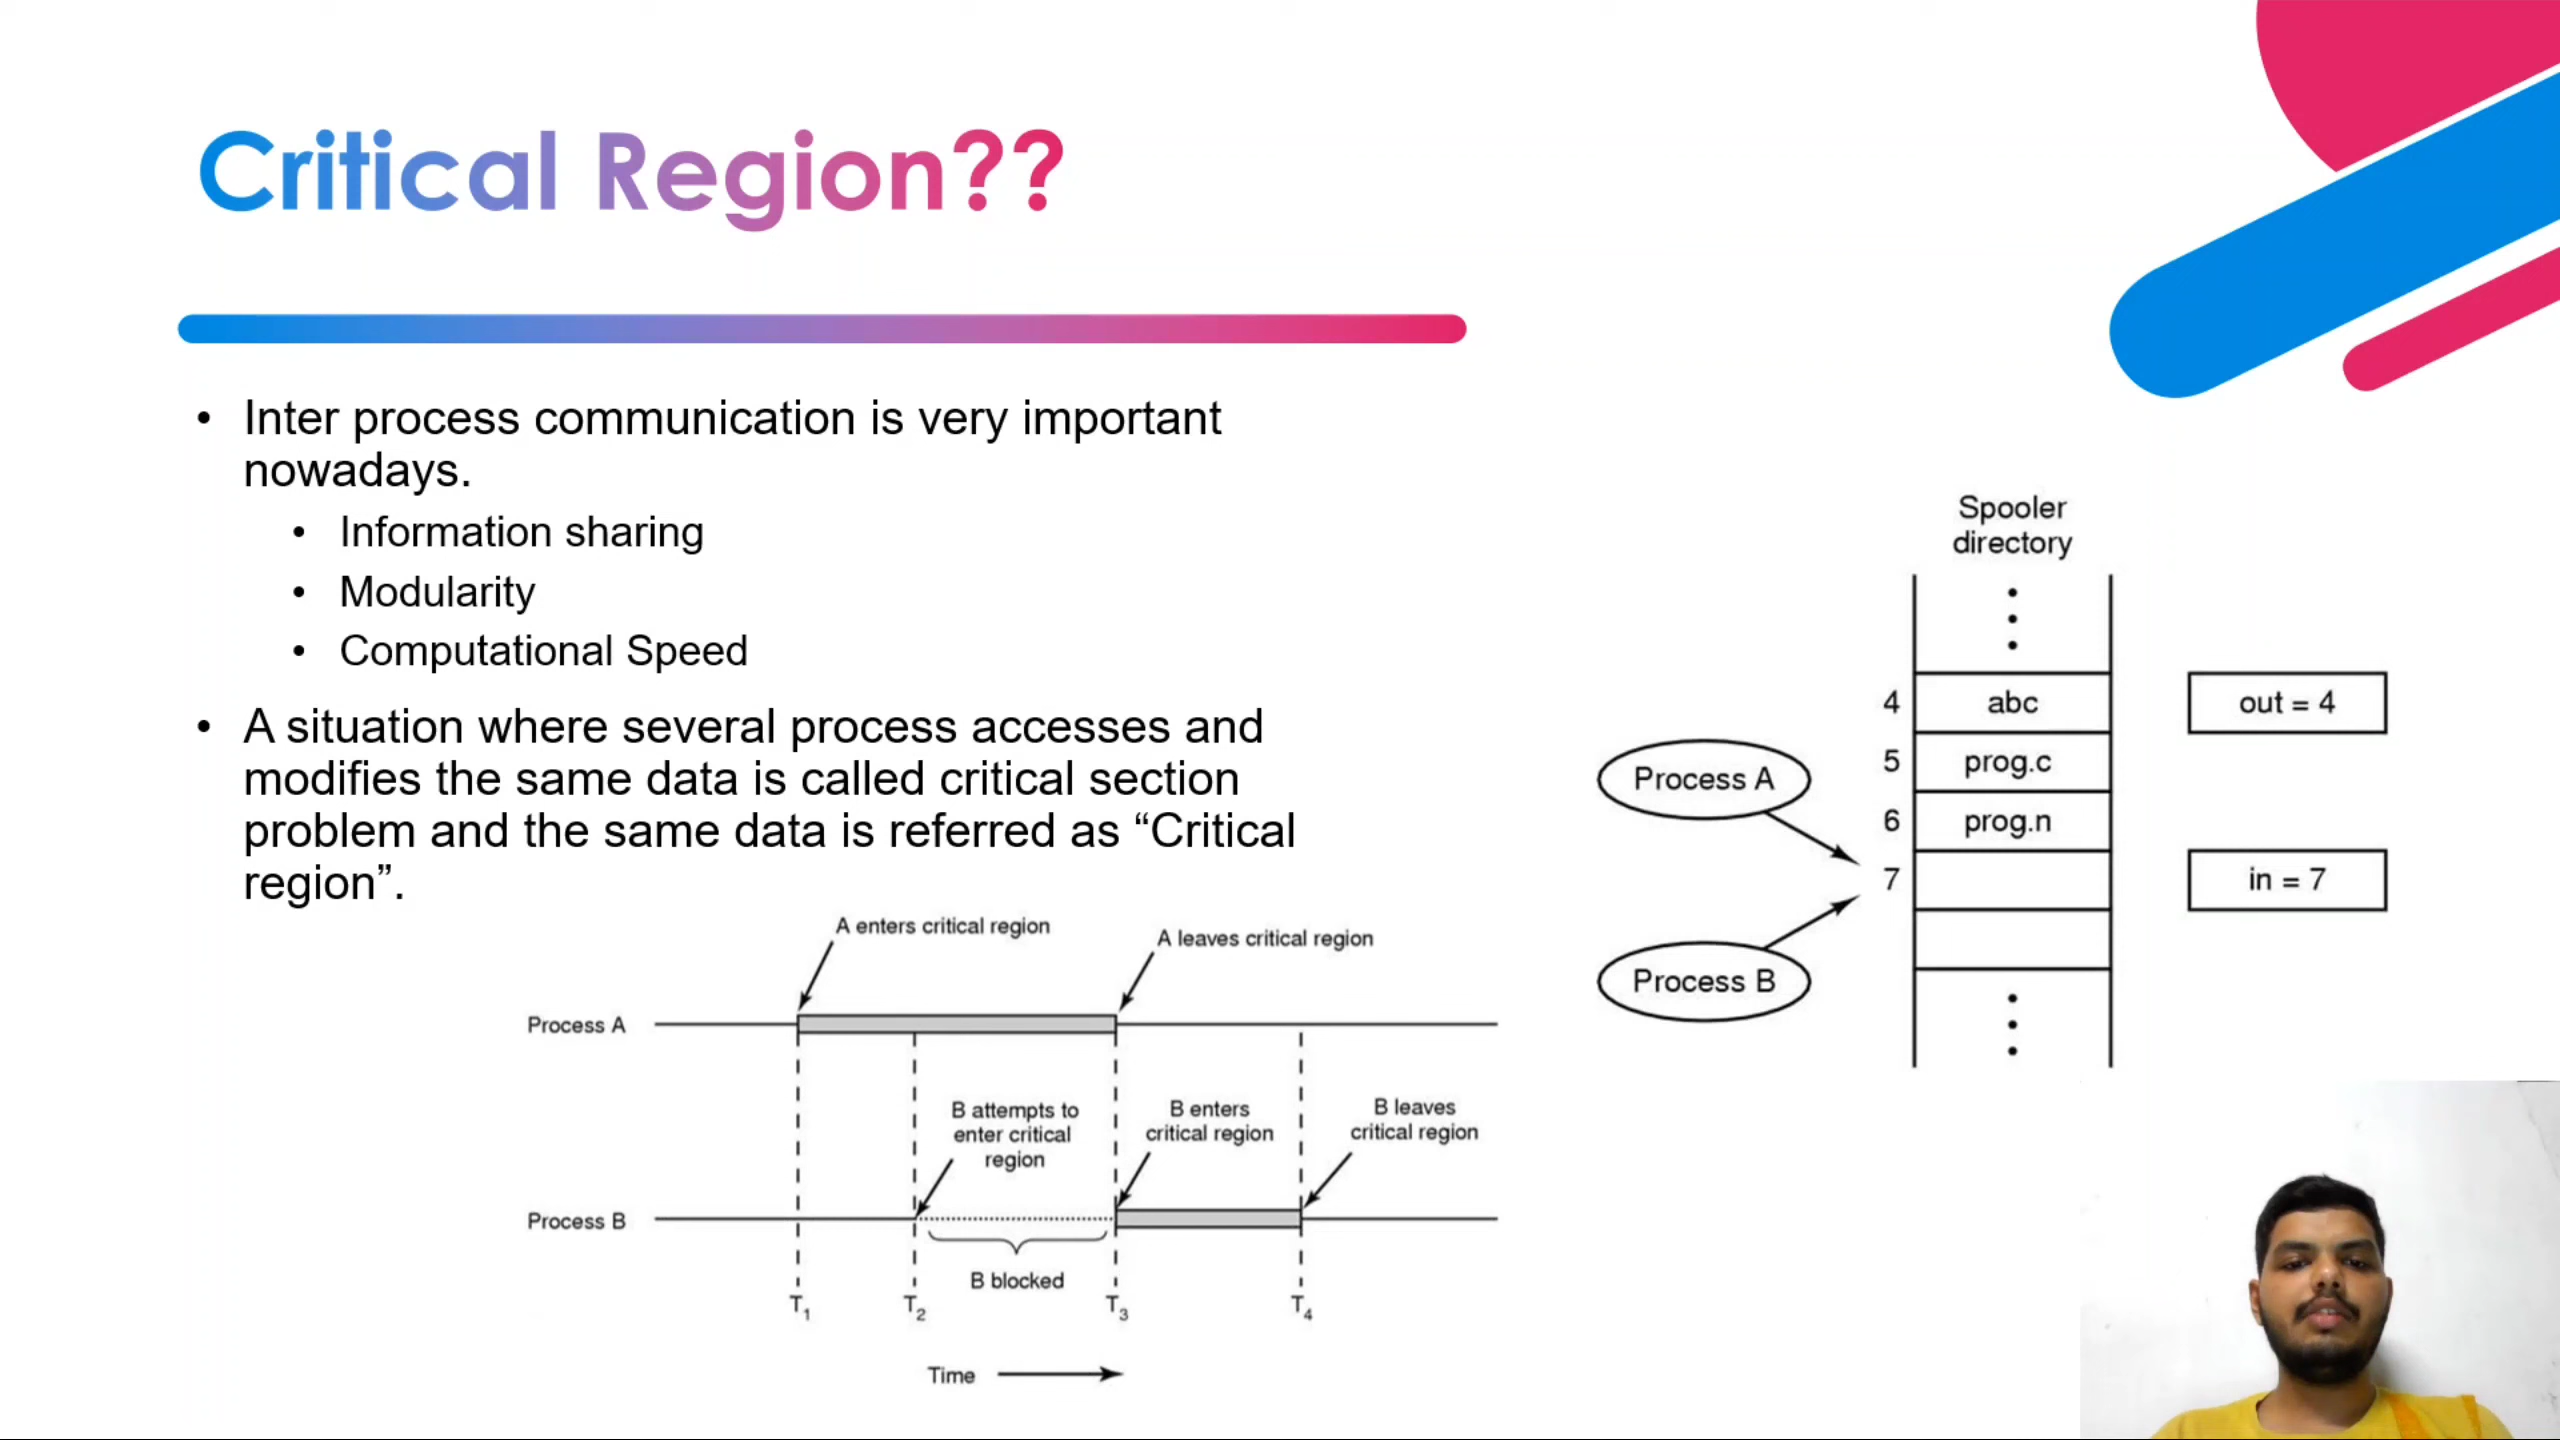 Critical Region??
• Inter process communication is very important
nowadays.
• Information sharing
• Modularity
• Computational Speed
• A situation where several process accesses and
modifies the same data is called critical section
problem and the same data is referred as “Critical
region”.
A enters critical region
A leaves critical region
Process A
B attempts to
enter critical
region
B enters
critical region
B leaves
critical region
Process B
B blocked
T1 T2 T3 T4
Time
Spooler
directory
4 abc out = 4
5 prog.c
Process A
6 prog.n
7 in = 7
Process B